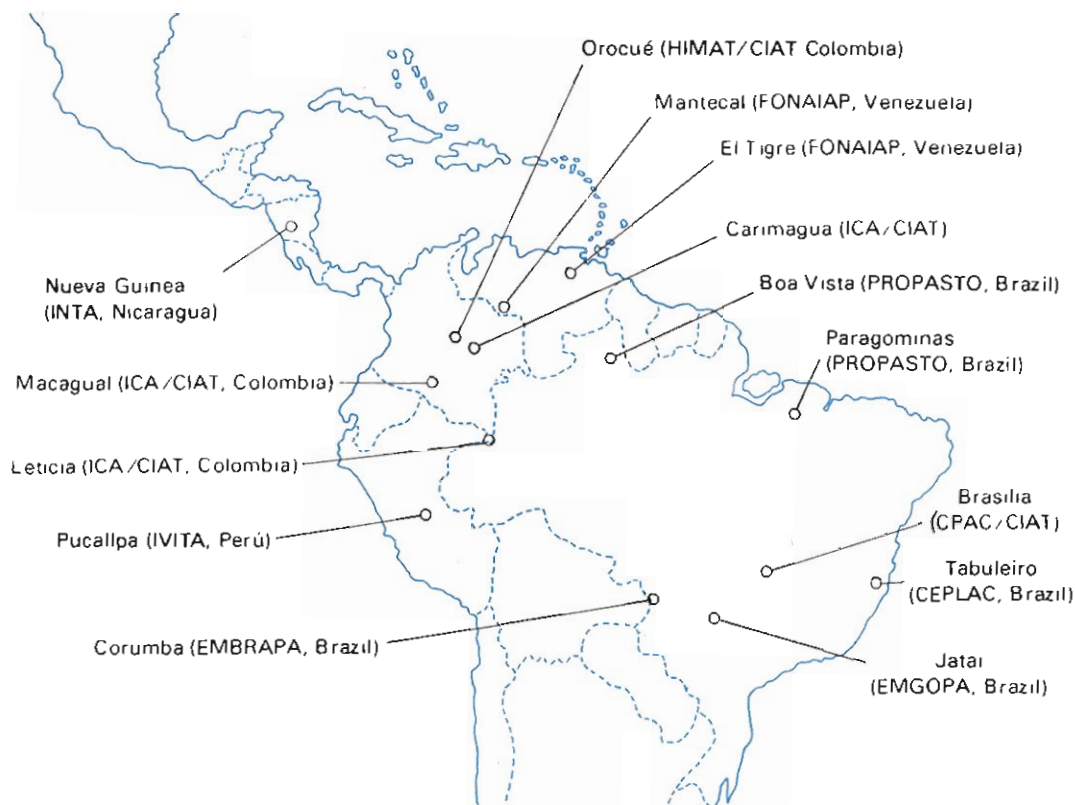 Orocué (HIMAT/CIAT Colombia)
Mantecal (FONAIAP, Venezuela)
El Tigre (FONAIAP, Venezuela)
Carimagua (ICA/CIAT)
Boa Vista (PROPASTO, Brazil)
Paragominas
(PROPASTO, Brazil)
Nueva Guinea
(INTA, Nicaragua)
Macagual (ICA/CIAT, Colombia)
Leticia (ICA/CIAT, Colombia)
Pucallpa (IVITA, Perú)
Corumba (EMBRAPA, Brazil)
Brasilia
(CPAC/CIAT)
Tabuleiro
(CEPLAC, Brazil)
Jatai
(EMGOPA, Brazil)